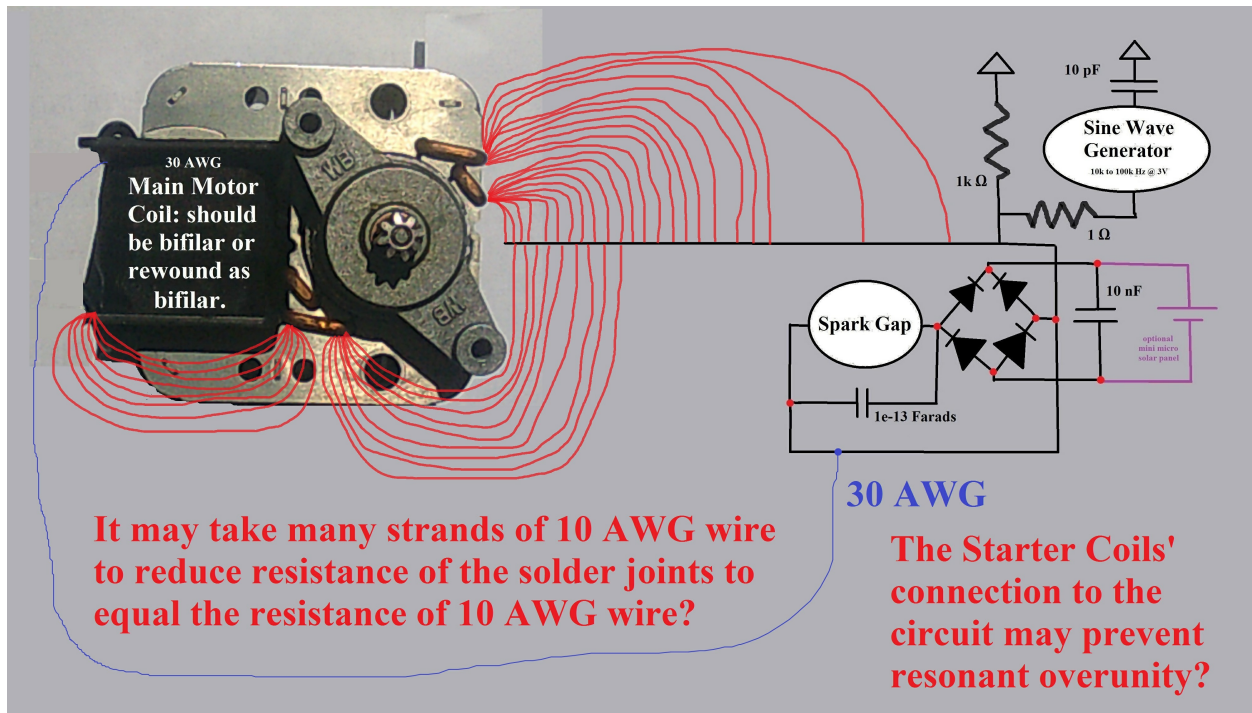 30 AWG
Main Motor
Coil: should
be bifilar or
rewound as
bifilar.
10 pF
Sine Wave
Generator
10k to 100k Hz @ 3V
1k Ω
1 Ω
Spark Gap
10 nF
optional
mini micro
solar panel
1e-13 Farads
30 AWG
It may take many strands of 10 AWG wire
to reduce resistance of the solder joints to
equal the resistance of 10 AWG wire?
The Starter Coils'
connection to the
circuit may prevent
resonant overunity?